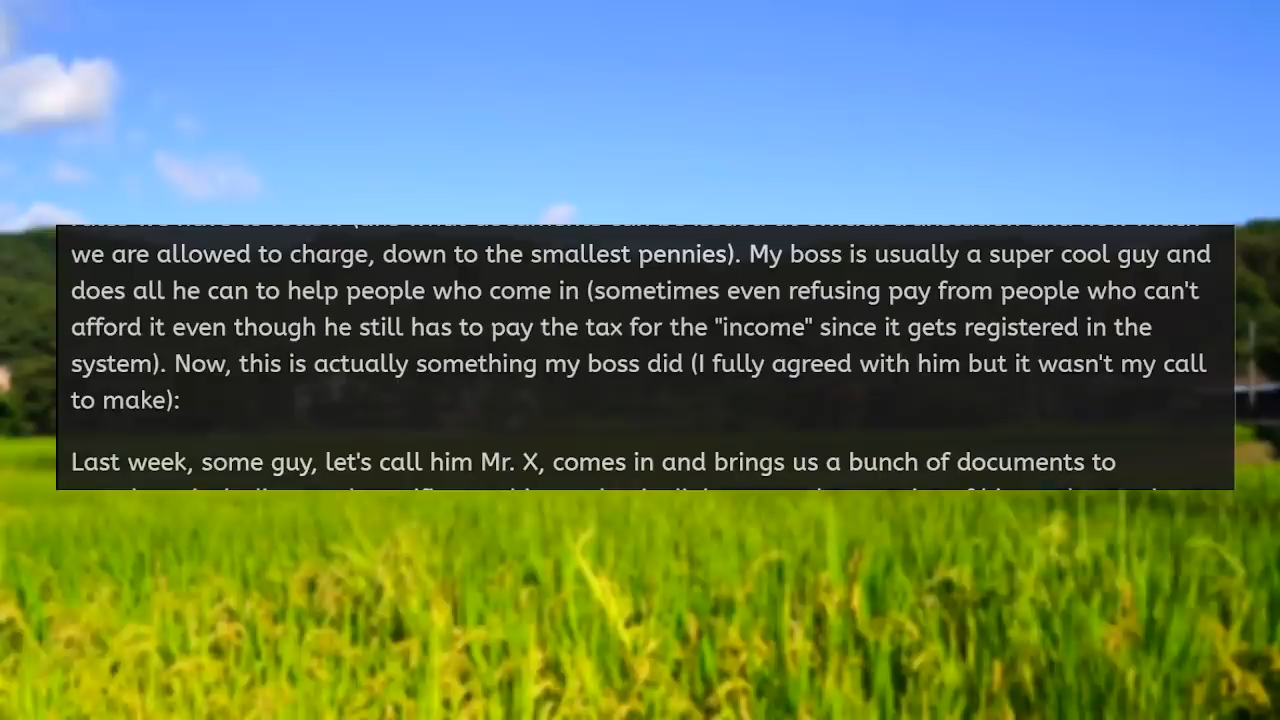 we are allowed to charge, down to the smallest pennies). My boss is usually a super cool guy and
does all he can to help people who come in (sometimes even refusing pay from people who can't
afford it even though he still has to pay the tax for the "income" since it gets registered in the
system). Now, this is actually something my boss did (I fully agreed with him but it wasn't my call
to make):
Last week, some guy, let's call him Mr. X, comes in and brings us a bunch of documents to